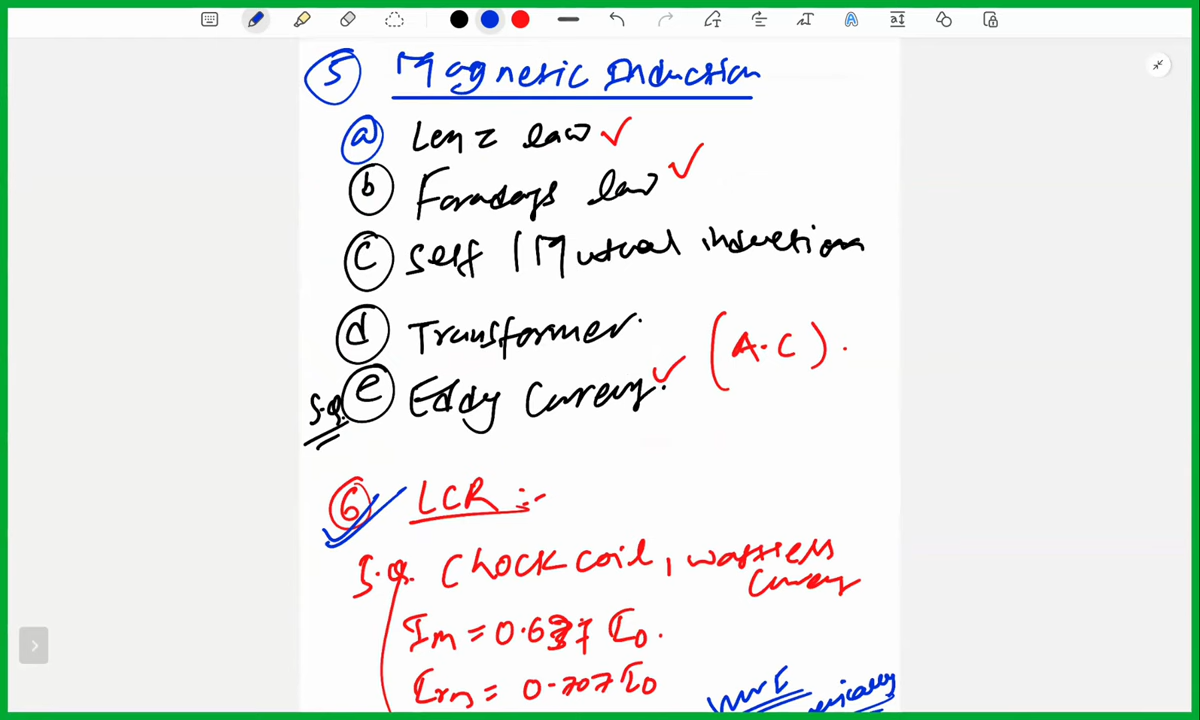 5 Magnetic Induction
a Lenz law ✓
b Faradays law ✓
c Self / Mutual induction
d Transformer. (A.C).
S.Q. e Eddy Current. ✓
6 LCR :-
S.Q. Chock coil, wattless
Current
Im = 0.637 I0.
Irms = 0.707 I0